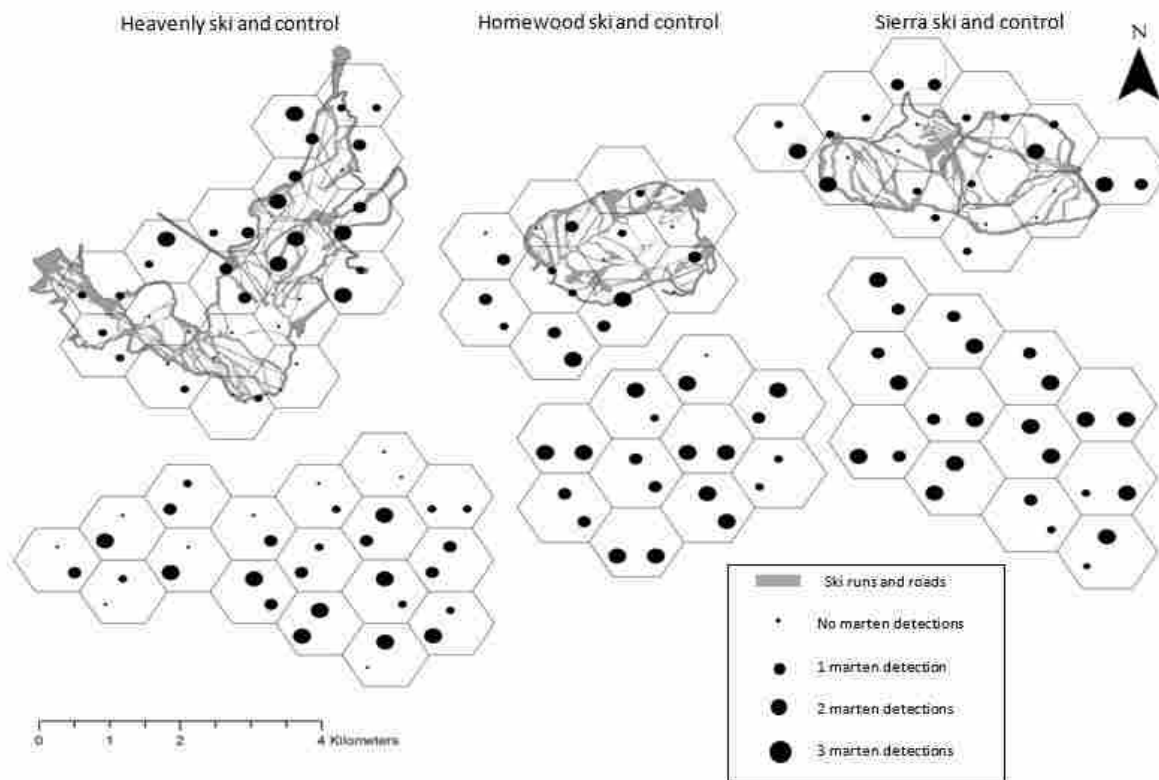 Heavenly ski and control
Homewood ski and control
Sierra ski and control
N
Ski runs and roads
No marten detections
1 marten detection
2 marten detections
3 marten detections
0 1 2 4 Kilometers